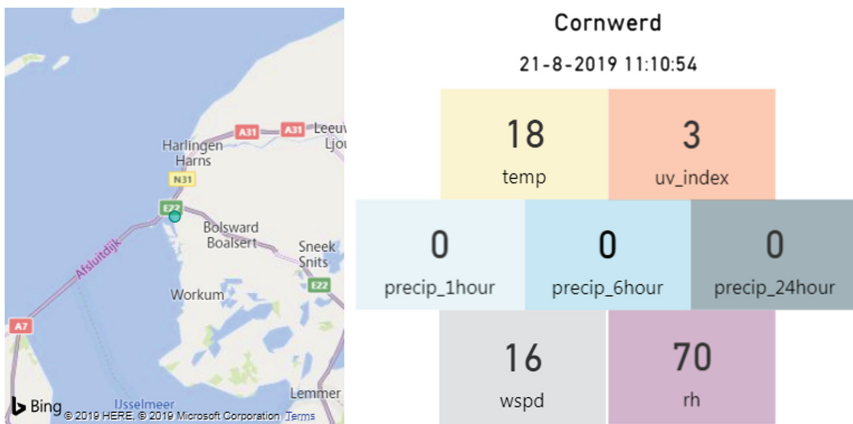 Cornwerd
21-8-2019 11:10:54
18
temp
3
uv_index
0
precip_1hour
0
precip_6hour
0
precip_24hour
16
wspd
70
rh
A31
A31
Leeuw
Ljou
Harlingen
Harns
N31
E22
Bolsward
Boalsert
Afsluitdijk
Sneek
Snits
E22
Workum
A7
Lemmer
IJsselmeer
Bing
© 2019 HERE, © 2019 Microsoft Corporation Terms